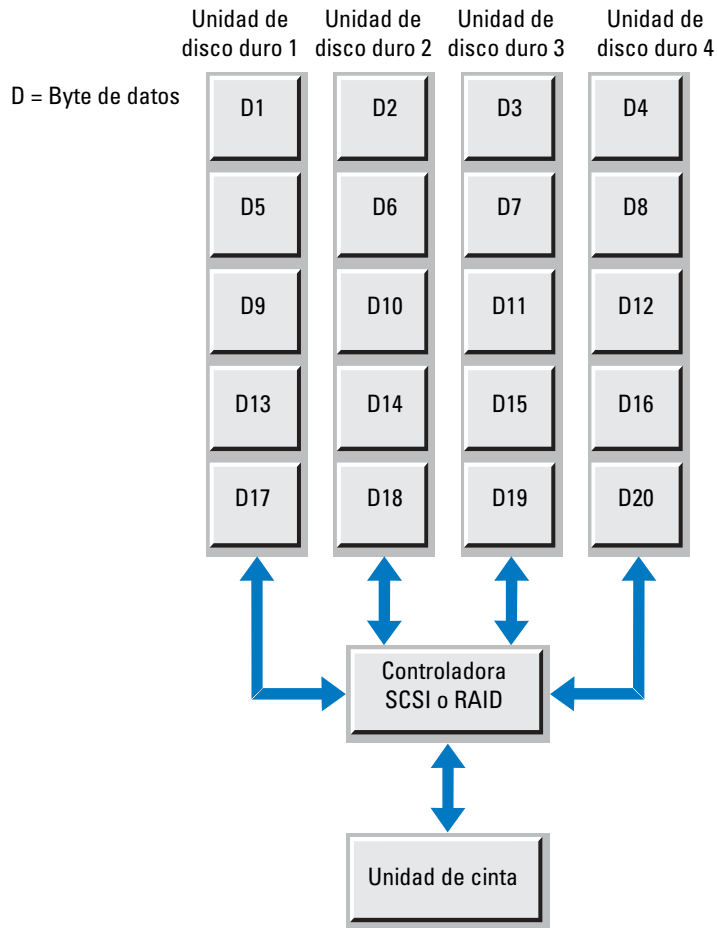 Unidad de
disco duro 1
Unidad de
disco duro 2
Unidad de
disco duro 3
Unidad de
disco duro 4
D = Byte de datos
D1
D2
D3
D4
D5
D6
D7
D8
D9
D10
D11
D12
D13
D14
D15
D16
D17
D18
D19
D20
Controladora
SCSI o RAID
Unidad de cinta